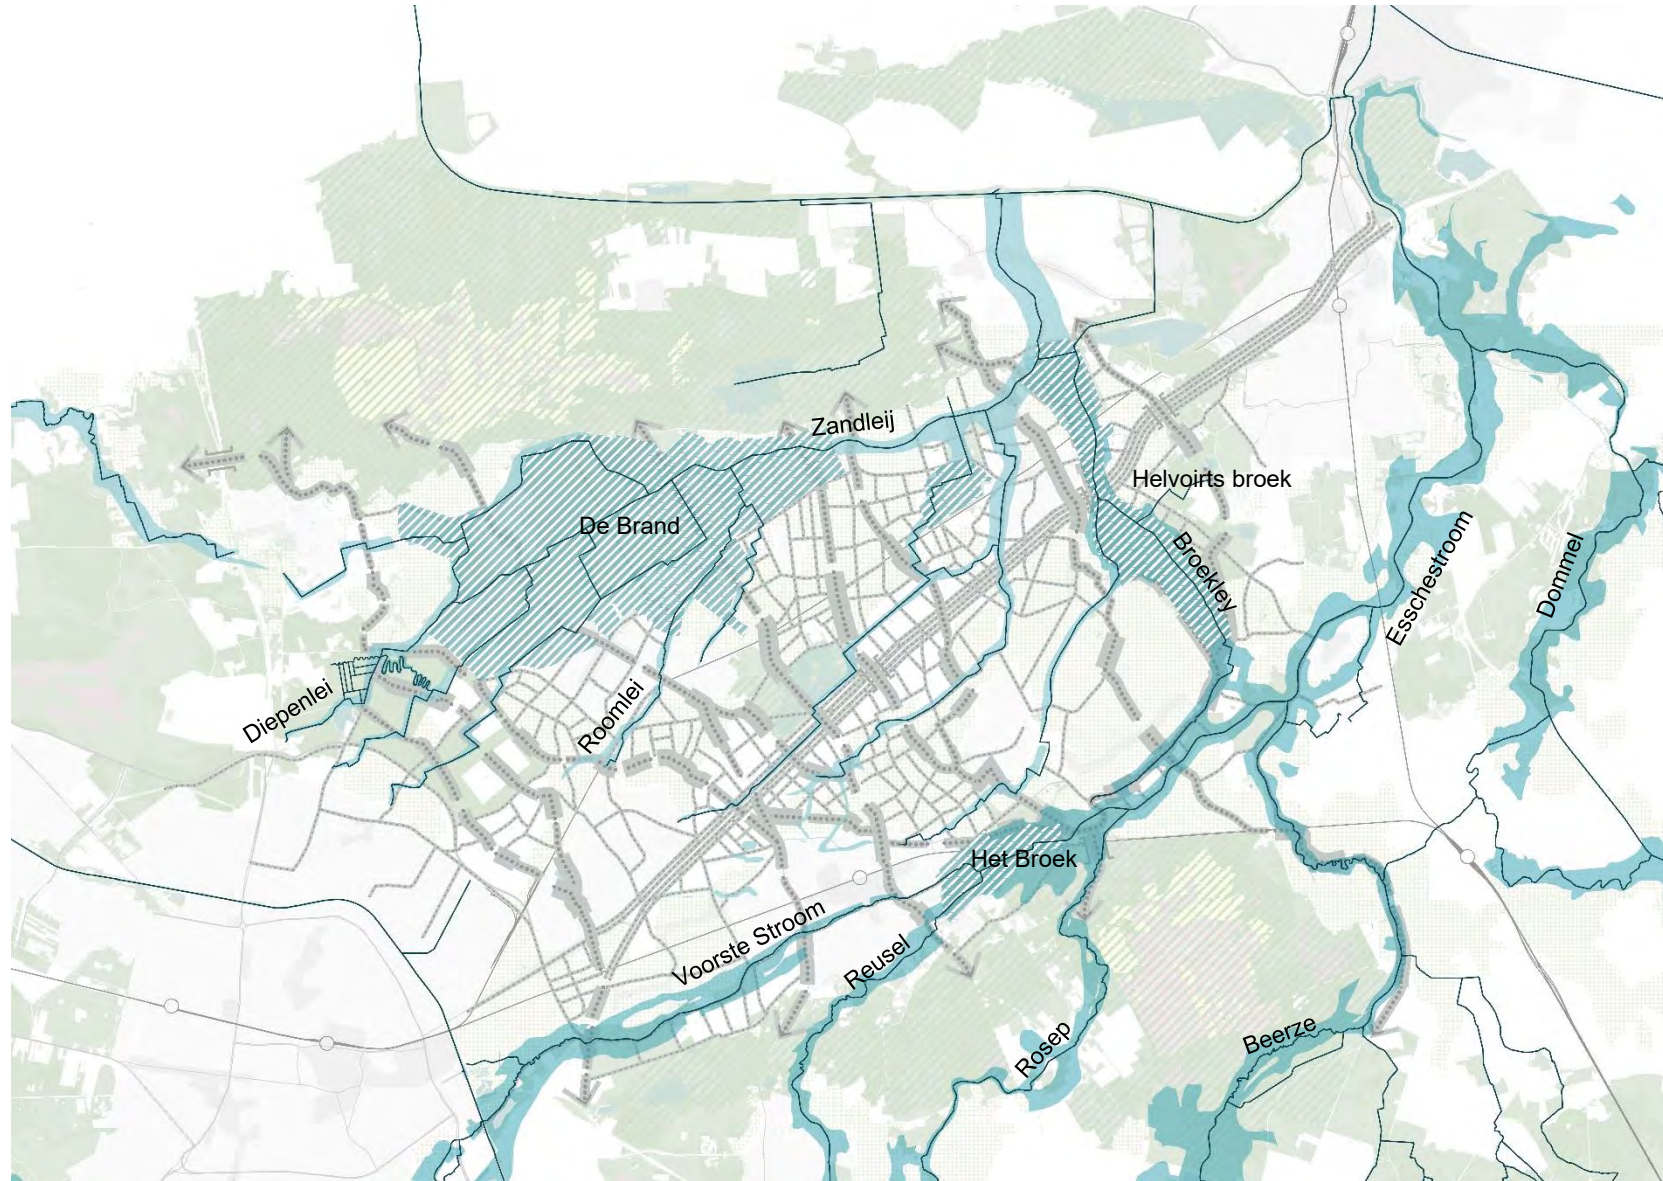 Zandleij
Helvoirts broek
De Brand
Broekley
Esschestroom
Dommel
Diepenlei
Roomlei
Het Broek
Voorste Stroom
Reusel
Rosep
Beerze